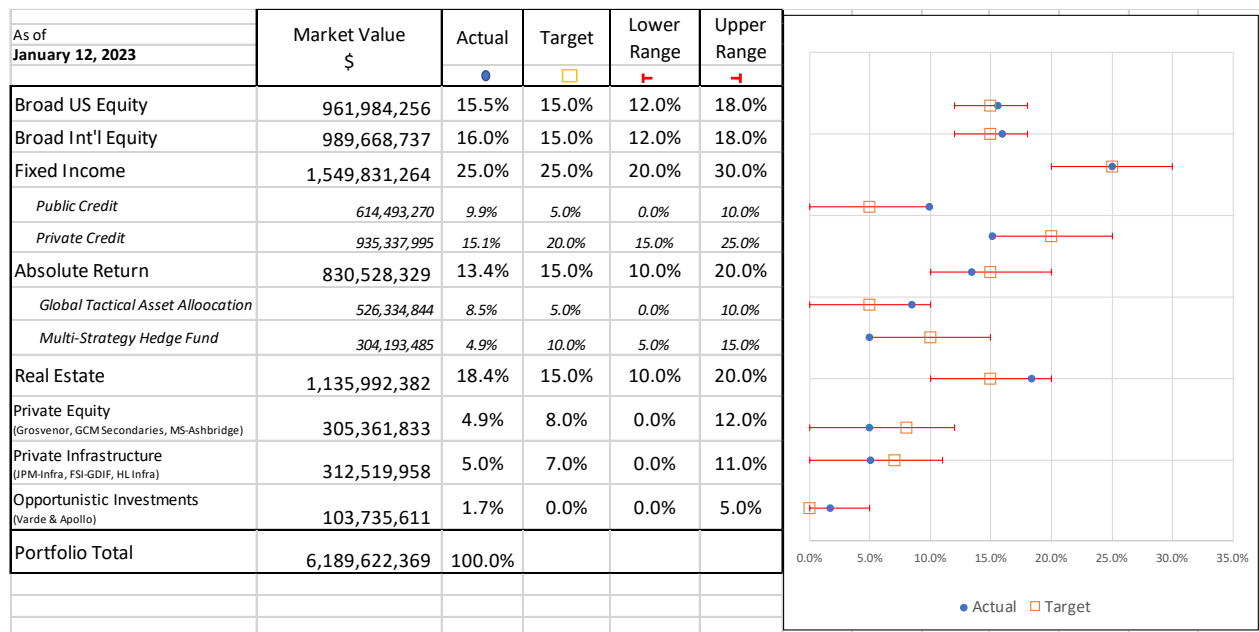 As of
January 12, 2023
Market Value
$
Actual
Target
Lower
Range
Upper
Range
Broad US Equity 961,984,256 15.5% 15.0% 12.0% 18.0%
Broad Int'l Equity 989,668,737 16.0% 15.0% 12.0% 18.0%
Fixed Income 1,549,831,264 25.0% 25.0% 20.0% 30.0%
Public Credit 614,493,270 9.9% 5.0% 0.0% 10.0%
Private Credit 935,337,995 15.1% 20.0% 15.0% 25.0%
Absolute Return 830,528,329 13.4% 15.0% 10.0% 20.0%
Global Tactical Asset Alloocation 526,334,844 8.5% 5.0% 0.0% 10.0%
Multi-Strategy Hedge Fund 304,193,485 4.9% 10.0% 5.0% 15.0%
Real Estate 1,135,992,382 18.4% 15.0% 10.0% 20.0%
Private Equity
(Grosvenor, GCM Secondaries, MS-Ashbridge) 305,361,833 4.9% 8.0% 0.0% 12.0%
Private Infrastructure
(JPM-Infra, FSI-GDIF, HL Infra) 312,519,958 5.0% 7.0% 0.0% 11.0%
Opportunistic Investments
(Varde & Apollo) 103,735,611 1.7% 0.0% 0.0% 5.0%
Portfolio Total 6,189,622,369 100.0%
0.0% 5.0% 10.0% 15.0% 20.0% 25.0% 30.0% 35.0%
Actual Target